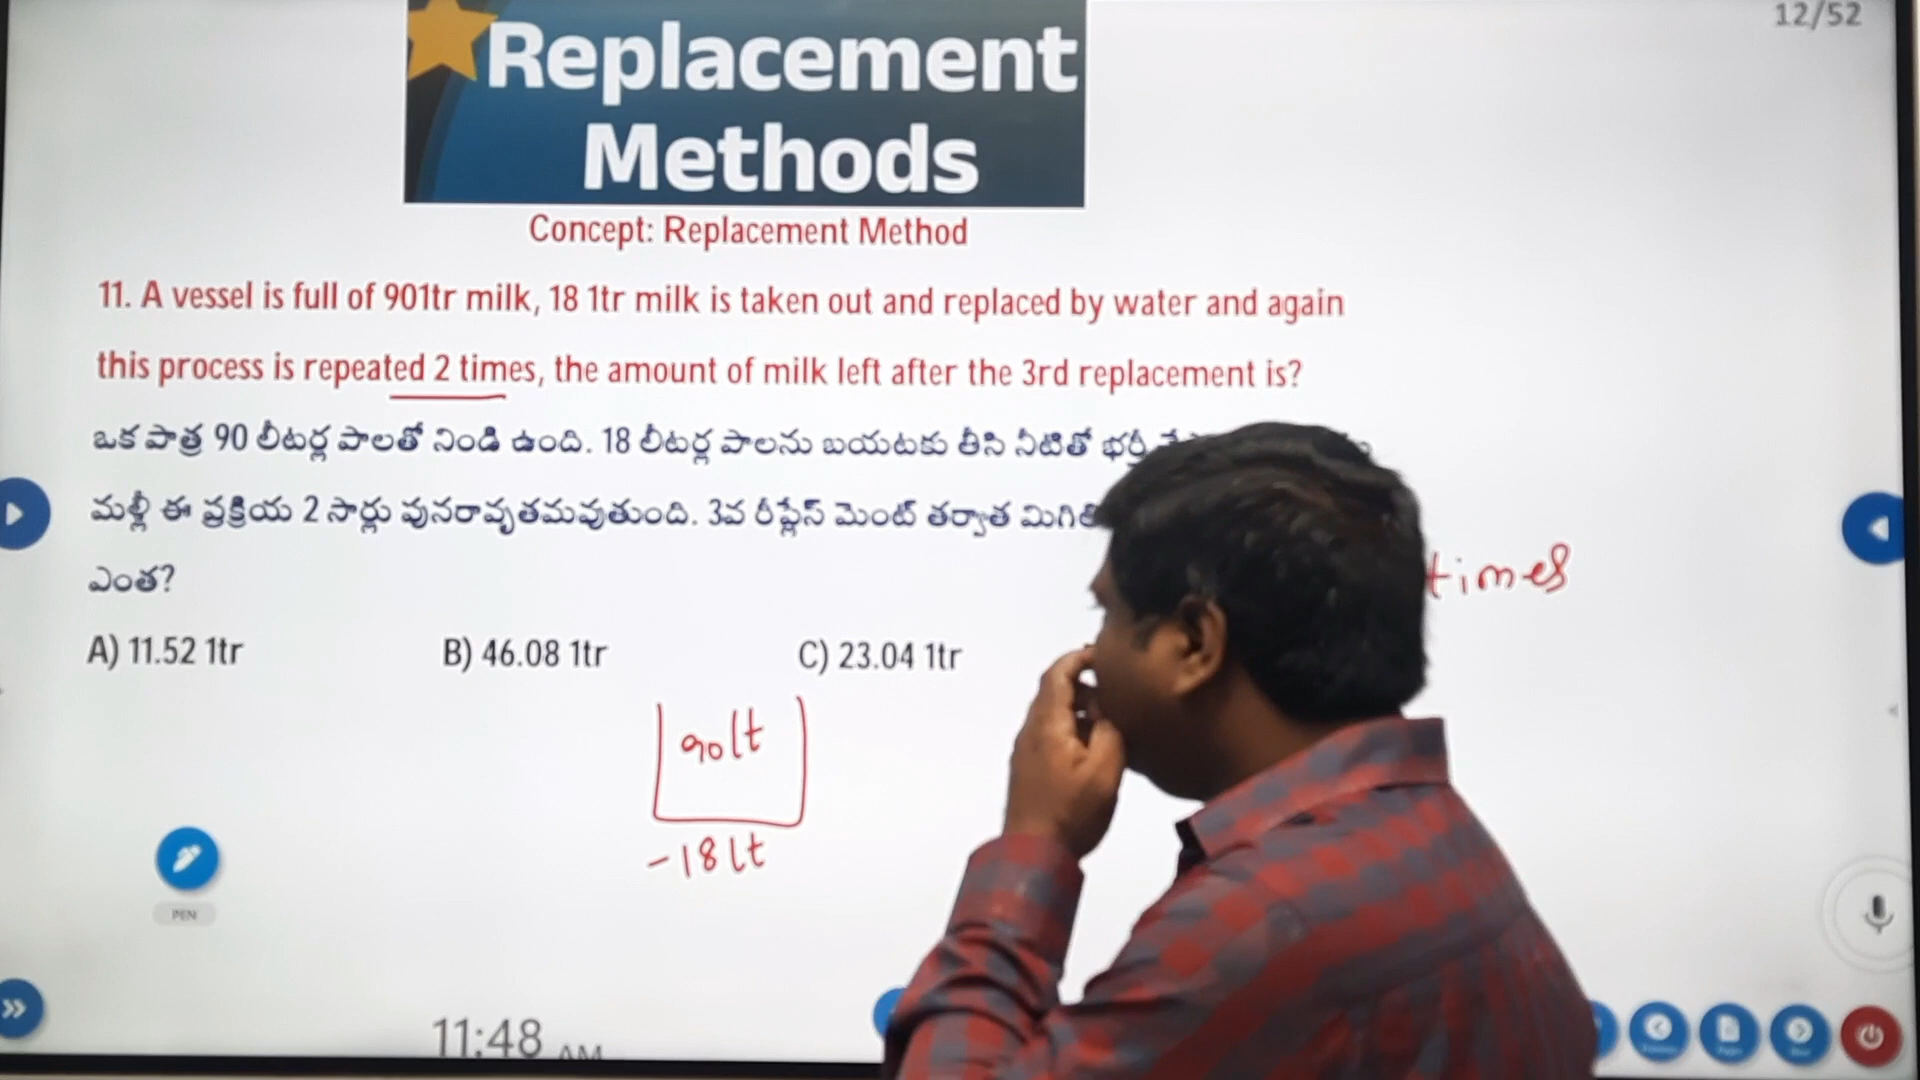 12/52
Replacement
Methods
Concept: Replacement Method
11. A vessel is full of 901tr milk, 18 1tr milk is taken out and replaced by water and again
this process is repeated 2 times, the amount of milk left after the 3rd replacement is?
ఒక పాత్ర 90 లీటర్ల పాలతో నిండి ఉంది. 18 లీటర్ల పాలను బయటకు తీసి నీటితో భర్తీ
మళ్లీ ఈ ప్రక్రియ 2 సార్లు పునరావృతమవుతుంది. 3వ రీప్లేస్ మెంట్ తర్వాత
ఎంత?
times
A) 11.52 1tr B) 46.08 1tr C) 23.04 1tr
90lt
-18lt
PEN
11:48 AM